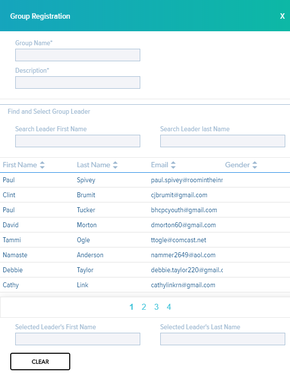 Group Registration X
Group Name*
Description*
Find and Select Group Leader
Search Leader First Name Search Leader last Name
First Name Last Name Email Gender
Paul Spivey paul.spivey@roomintheinr
Clint Brumit cjbrumit@gmail.com
Paul Tucker bhcpcyouth@gmail.com
David Morton dmorton60@gmail.com
Tammi Ogle ttogle@comcast.net
Namaste Anderson nammer2649@aol.com
Debbie Taylor debbie.taylor220@gmail.c
Cathy Link cathylinkrn@gmail.com
1 2 3 4
Selected Leader's First Name Selected Leader's Last Name
CLEAR